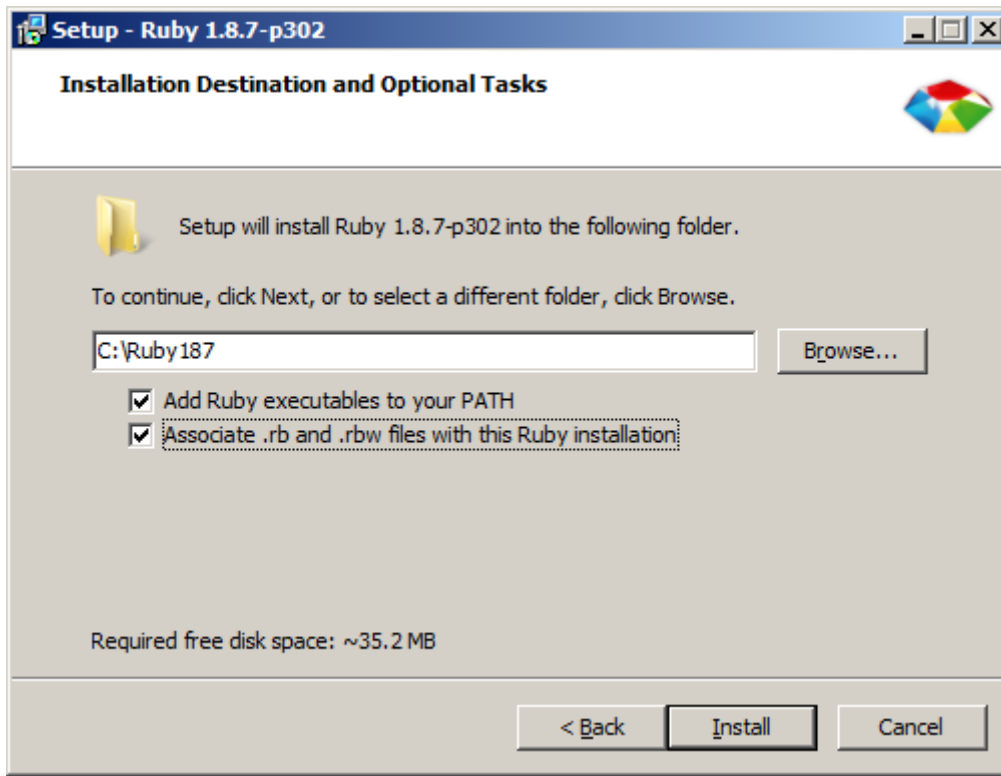 Setup - Ruby 1.8.7-p302
Installation Destination and Optional Tasks
Setup will install Ruby 1.8.7-p302 into the following folder.
To continue, click Next, or to select a different folder, click Browse.
C:\Ruby187
Browse...
Add Ruby executables to your PATH
Associate .rb and .rbw files with this Ruby installation
Required free disk space: ~35.2 MB
< Back
Install
Cancel